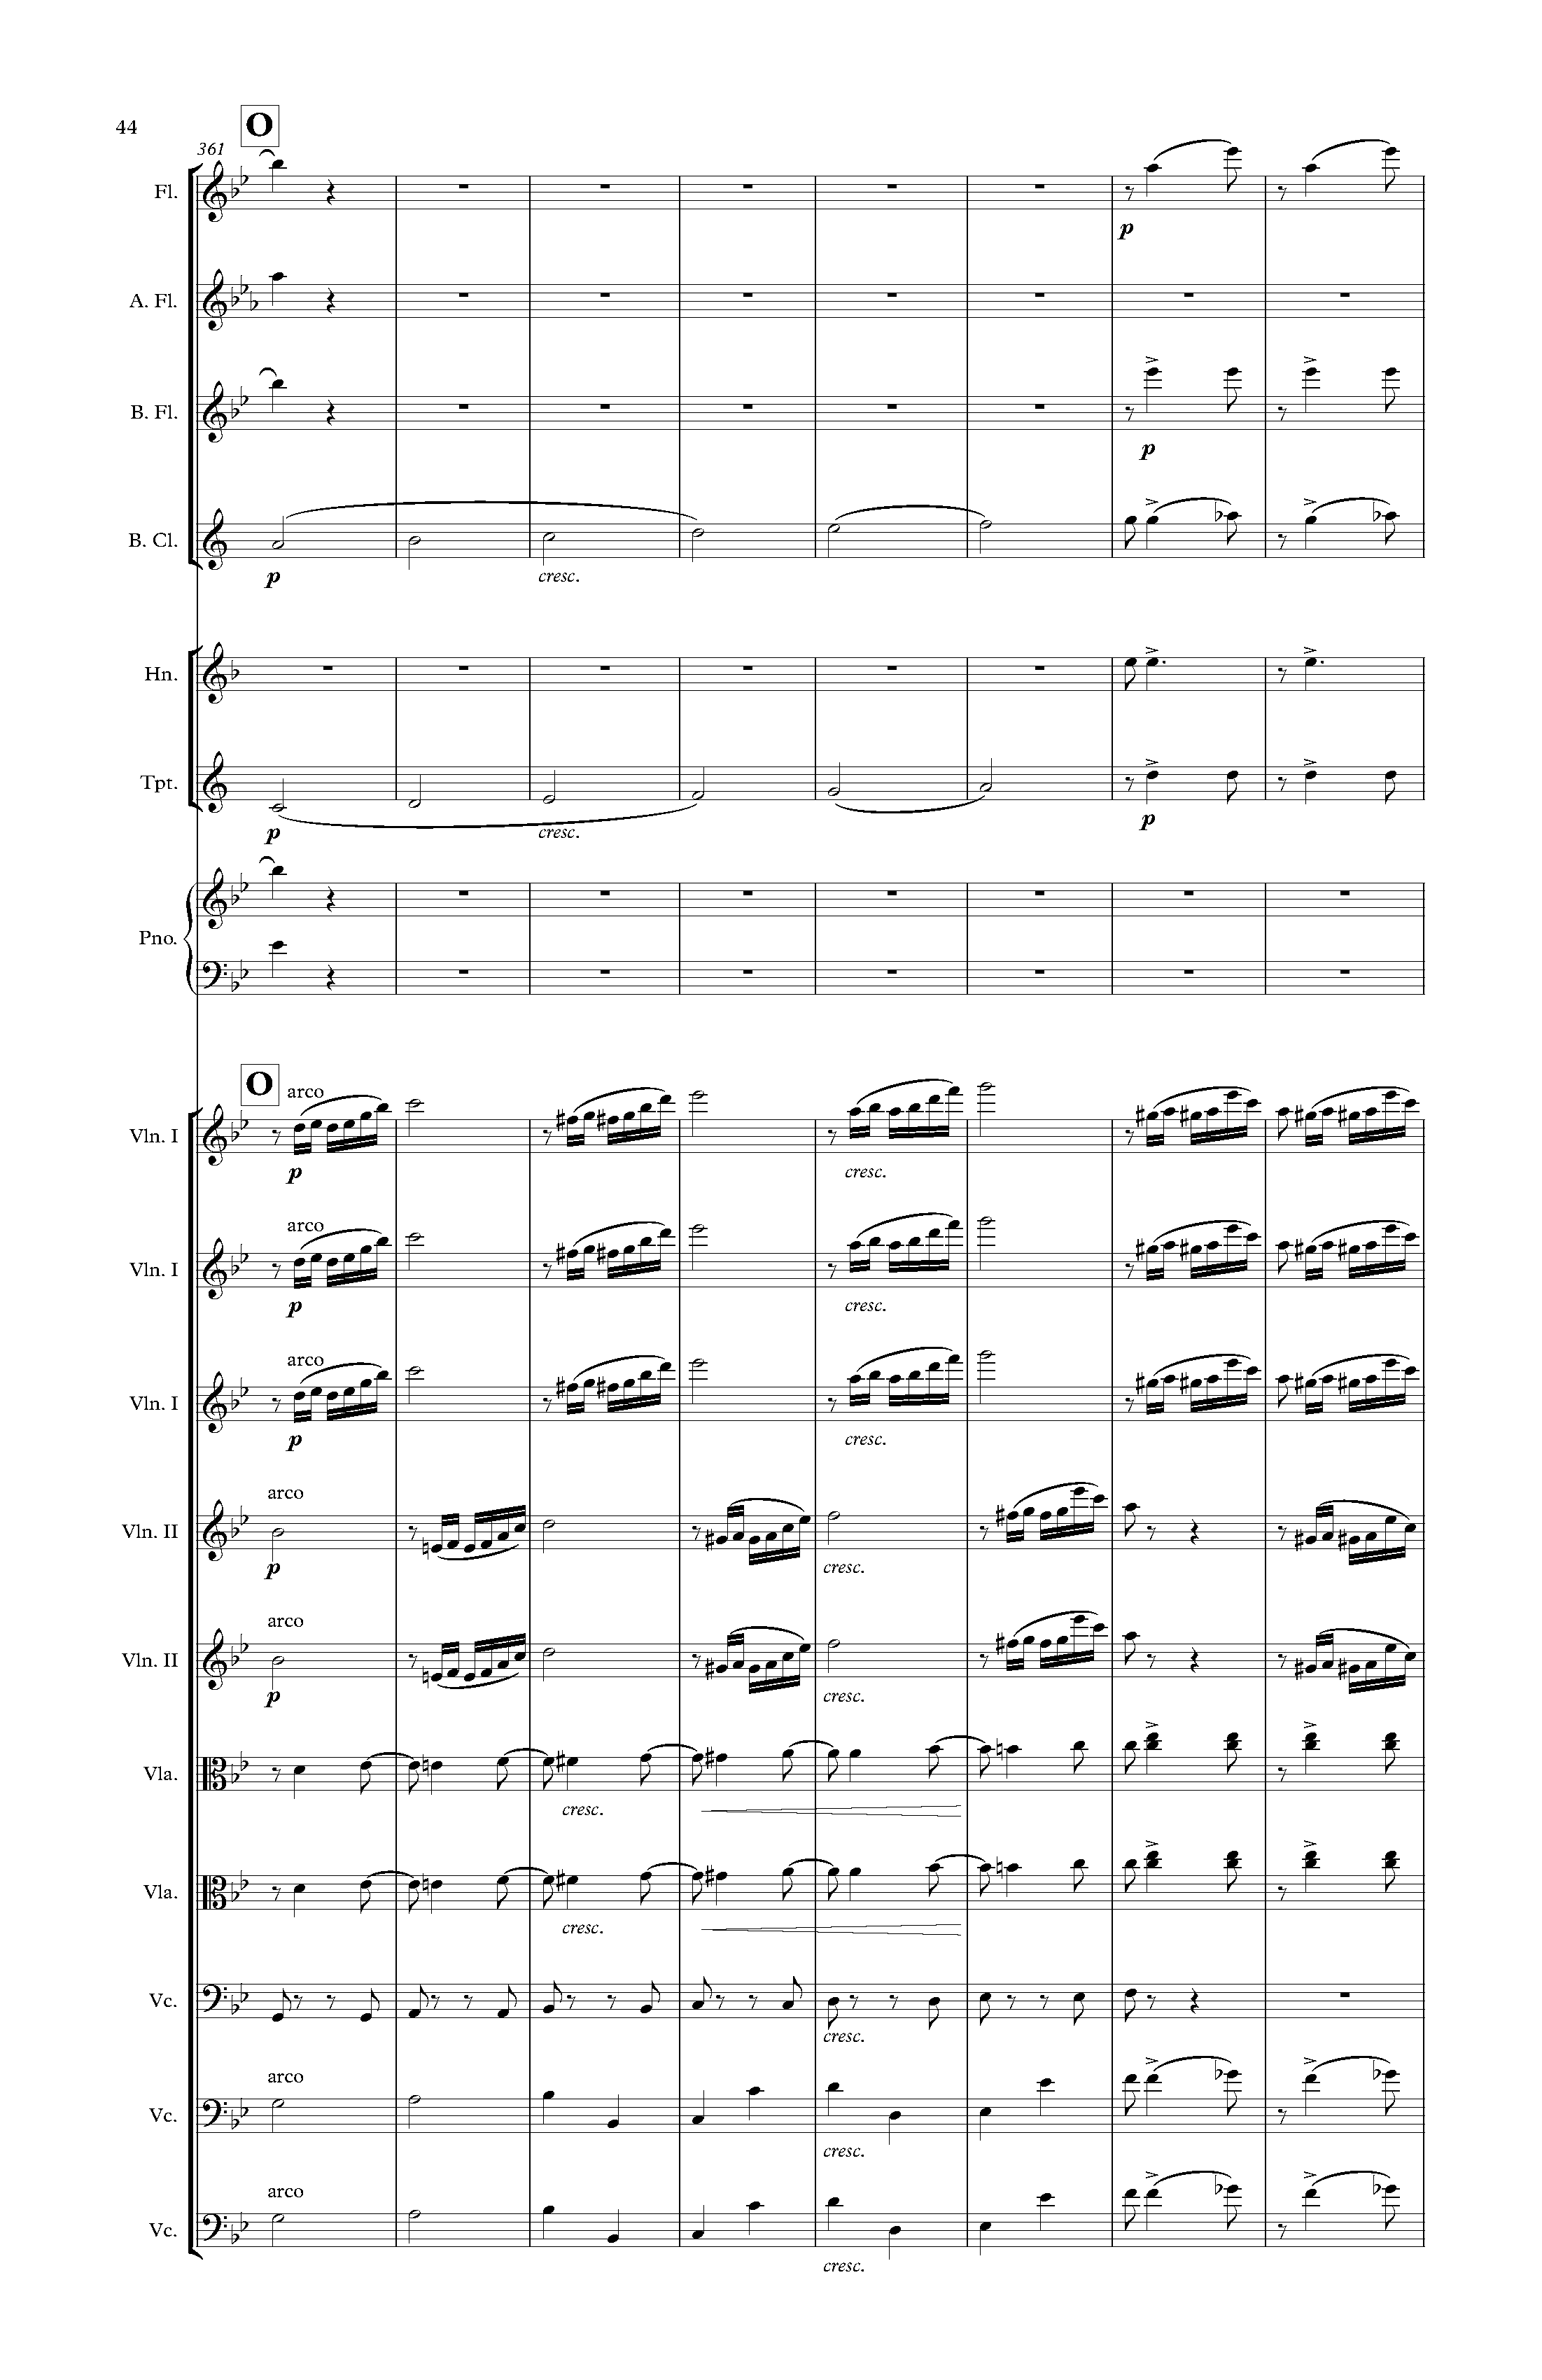 44
O
361
Fl.
p
A. Fl.
B. Fl.
p
B. Cl.
p
cresc.
Hn.
Tpt.
p
cresc.
p
Pno.
O
arco
Vln. I
p
cresc.
arco
Vln. I
p
cresc.
arco
Vln. I
p
cresc.
arco
Vln. II
p
cresc.
arco
Vln. II
p
cresc.
Vla.
cresc.
Vla.
cresc.
Vc.
cresc.
arco
Vc.
cresc.
arco
Vc.
cresc.